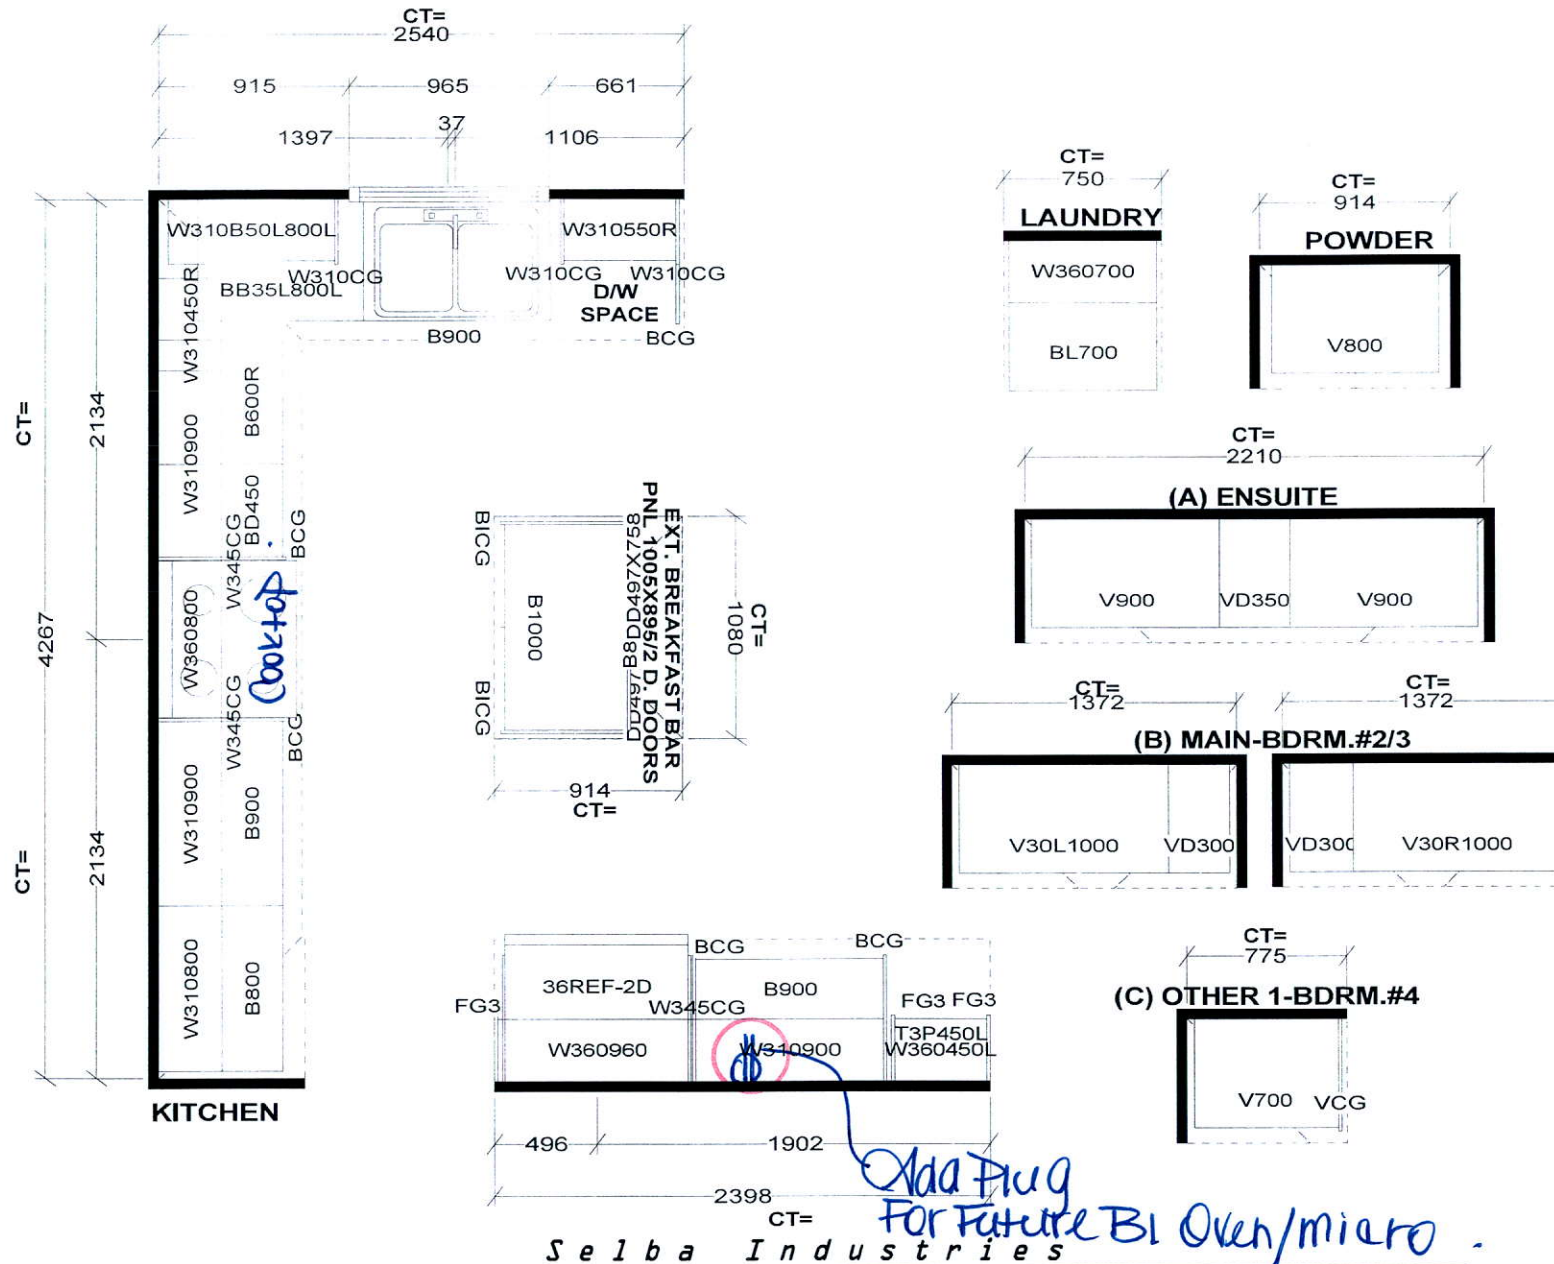 CT=
2540
915
965
661
1397
37
1106
W310B50L800L
W310550R
BB35L800L
W310CG
W310CG
W310CG
D/W
SPACE
B900
BCG
W310450R
B600R
W310900
BD450
W345CG
BCG
W360800
Cooktop.
W345CG
BCG
W310900
B900
W310800
B800
CT=
2134
4267
CT=
2134
KITCHEN
BICG
B1000
BICG
EXT. BREAKFAST BAR
PNL 1005X895/2 D. DOORS
DD497 B8DD497X758
CT=
1080
914
CT=
BCG
BCG
36REF-2D
B900
FG3
W345CG
FG3 FG3
T3P450L
W360960
W310900
W360450L
496
1902
2398
CT=
Add Plug
For Future BI Oven/micro.
Selba Industries
CT=
750
LAUNDRY
W360700
BL700
CT=
914
POWDER
V800
CT=
2210
(A) ENSUITE
V900
VD350
V900
CT=
1372
CT=
1372
(B) MAIN-BDRM.#2/3
V30L1000
VD300
VD300
V30R1000
CT=
775
(C) OTHER 1-BDRM.#4
V700
VCG